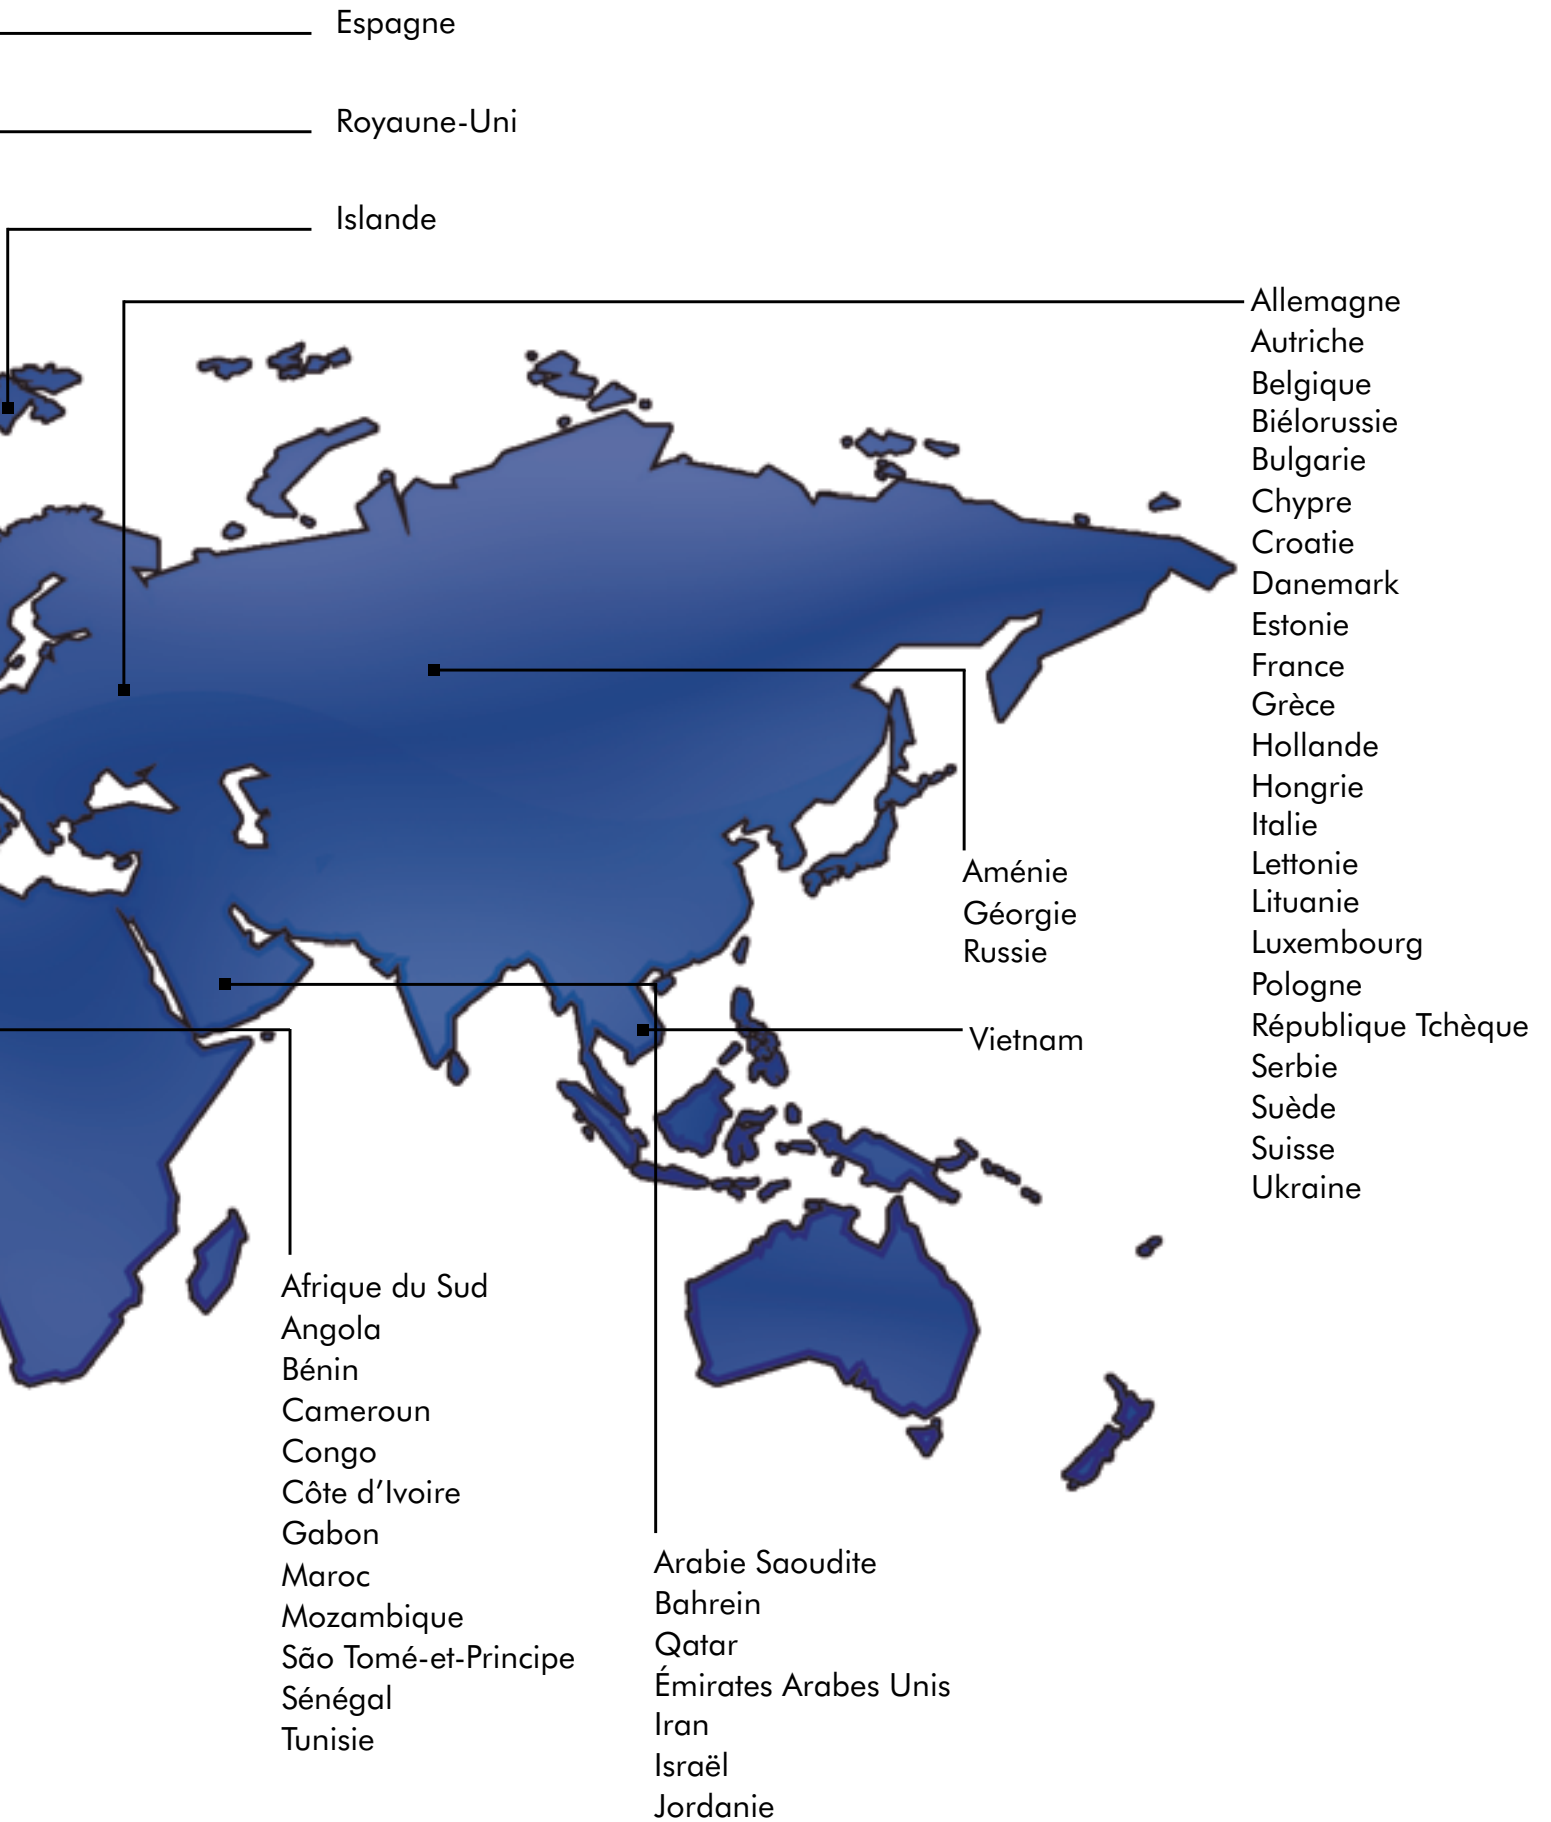 Espagne
Royaune-Uni
Islande
Allemagne
Autriche
Belgique
Biélorussie
Bulgarie
Chypre
Croatie
Danemark
Estonie
France
Grèce
Hollande
Hongrie
Italie
Lettonie
Lituanie
Luxembourg
Pologne
République Tchèque
Serbie
Suède
Suisse
Ukraine
Aménie
Géorgie
Russie
Vietnam
Afrique du Sud
Angola
Bénin
Cameroun
Congo
Côte d’Ivoire
Gabon
Maroc
Mozambique
São Tomé-et-Principe
Sénégal
Tunisie
Arabie Saoudite
Bahrein
Qatar
Émirates Arabes Unis
Iran
Israël
Jordanie